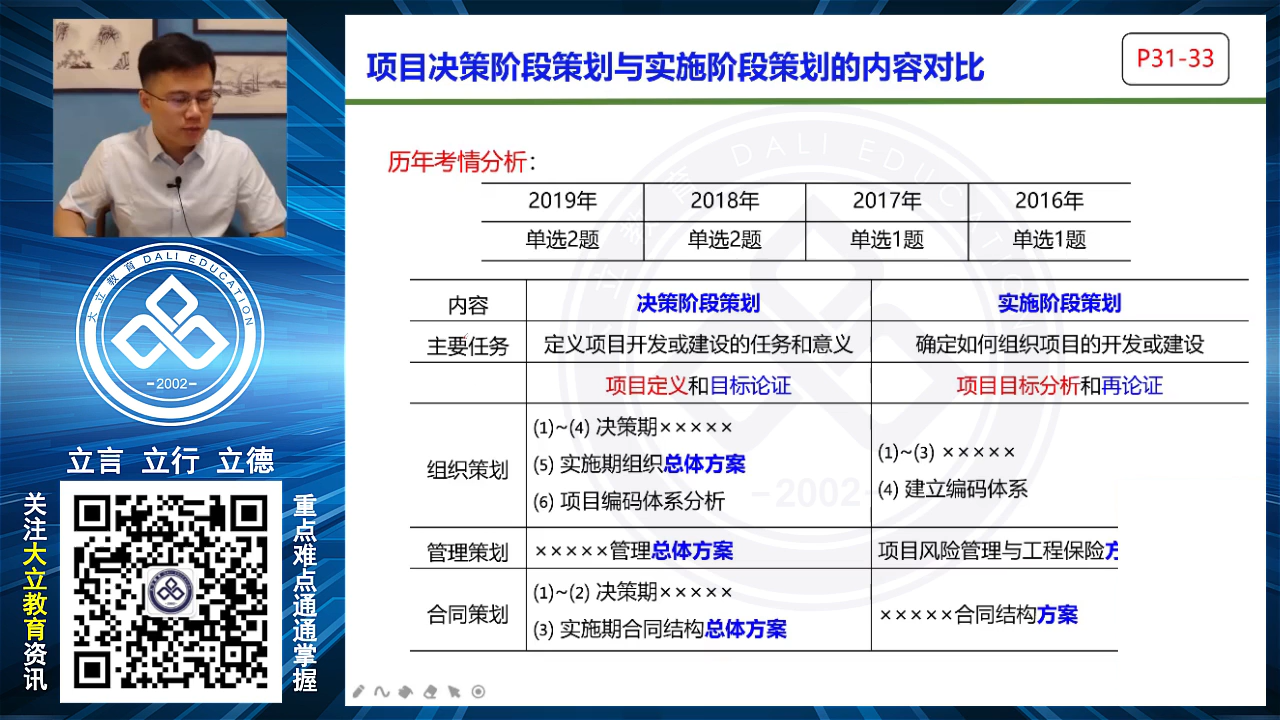 项目决策阶段策划与实施阶段策划的内容对比
P31-33
历年考情分析:
2019年 2018年 2017年 2016年
单选2题 单选2题 单选1题 单选1题
内容 决策阶段策划 实施阶段策划
主要任务 定义项目开发或建设的任务和意义 确定如何组织项目的开发或建设
项目定义和目标论证 项目目标分析和再论证
组织策划
(1)~(4) 决策期×××××
(5) 实施期组织总体方案
(6) 项目编码体系分析
(1)~(3) ×××××
(4) 建立编码体系
管理策划 ×××××管理总体方案 项目风险管理与工程保险方
合同策划
(1)~(2) 决策期×××××
(3) 实施期合同结构总体方案
×××××合同结构方案
大立教育 DALI EDUCATION
-2002-
立言 立行 立德
关注大立教育资讯
重点难点通通掌握
DALI EDUCATION
-2002-